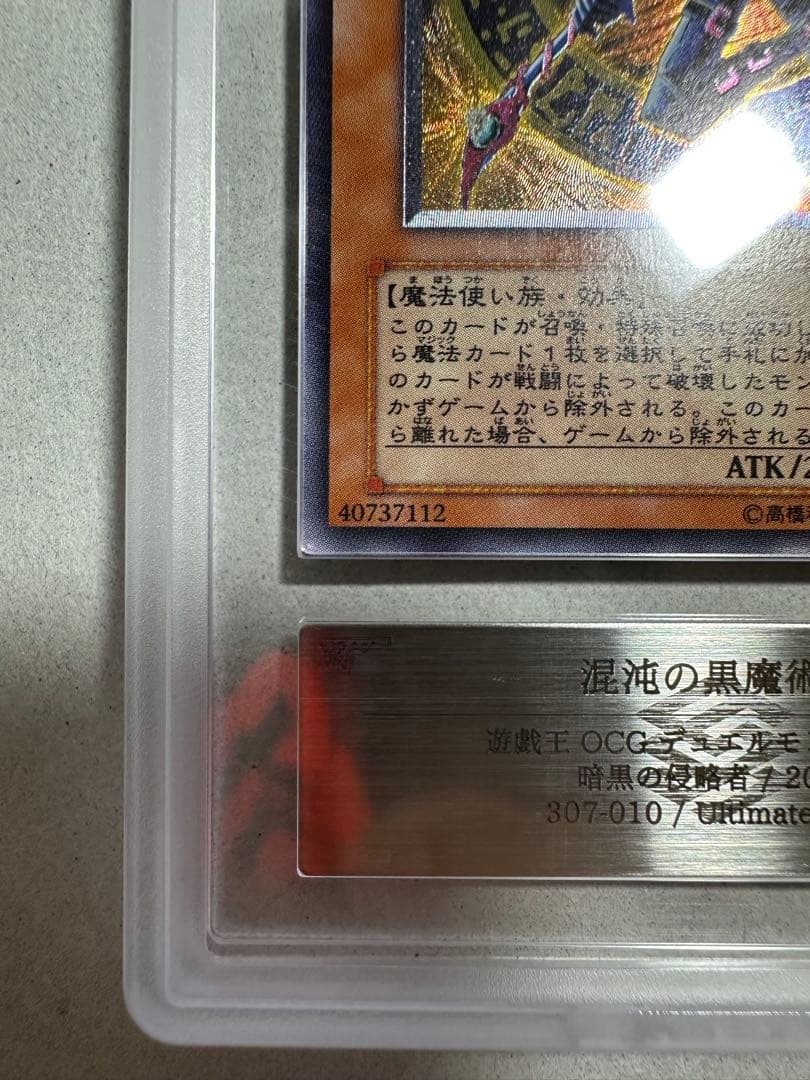 【魔法使い族・効果
このカードが召喚・特殊召喚に成功
ら魔法カード1枚を選択して手札に
のカードが戦闘によって破壊したモン
かずゲームから除外される。このカー
ら離れた場合、ゲームから除外される
ATK/2
40737112
©高橋
混沌の黒魔術
遊戯王 OCG デュエルモ
暗黒の侵略者 / 20
307-010 / Ultimate